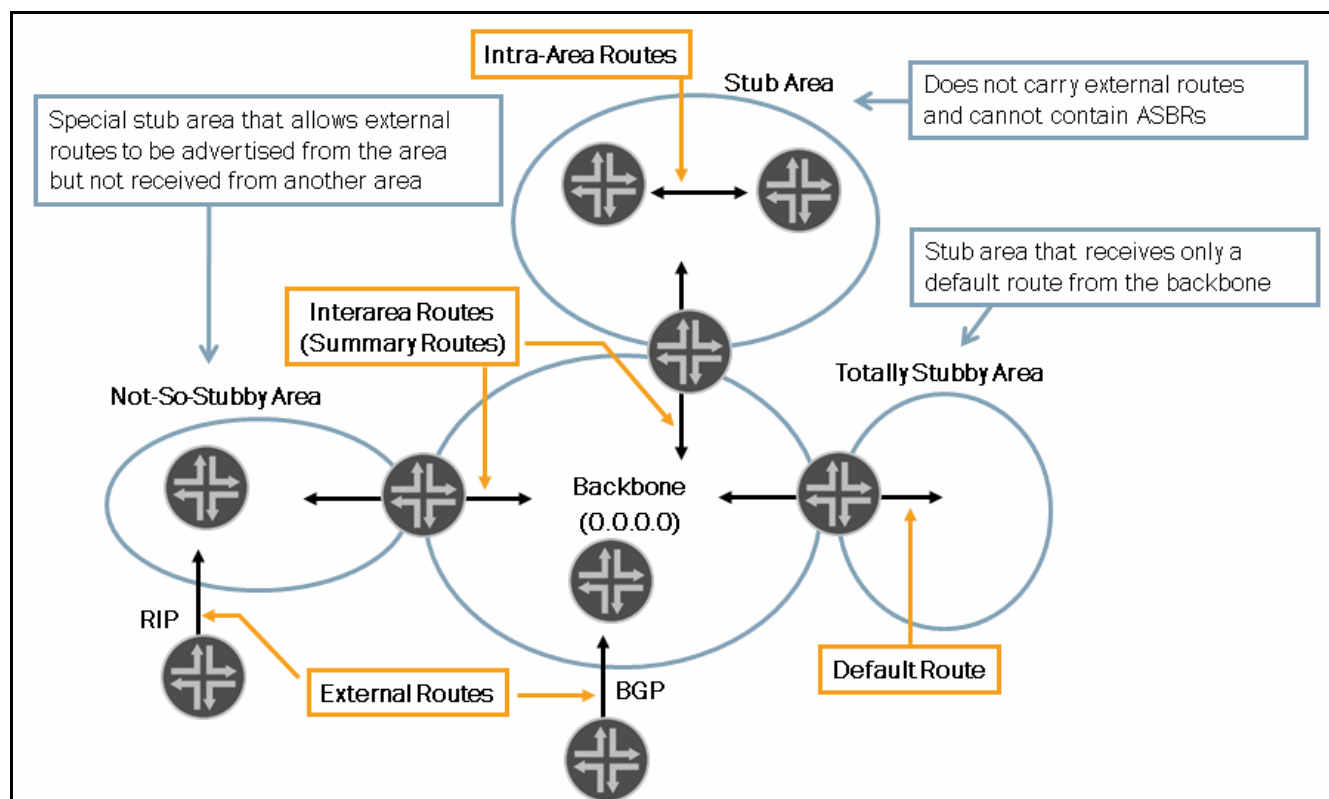 Intra-Area Routes
Stub Area
Does not carry external routes
and cannot contain ASBRs
Special stub area that allows external
routes to be advertised from the area
but not received from another area
Stub area that receives only a
default route from the backbone
Interarea Routes
(Summary Routes)
Totally Stubby Area
Not-So-Stubby Area
Backbone
(0.0.0.0)
RIP
External Routes
BGP
Default Route